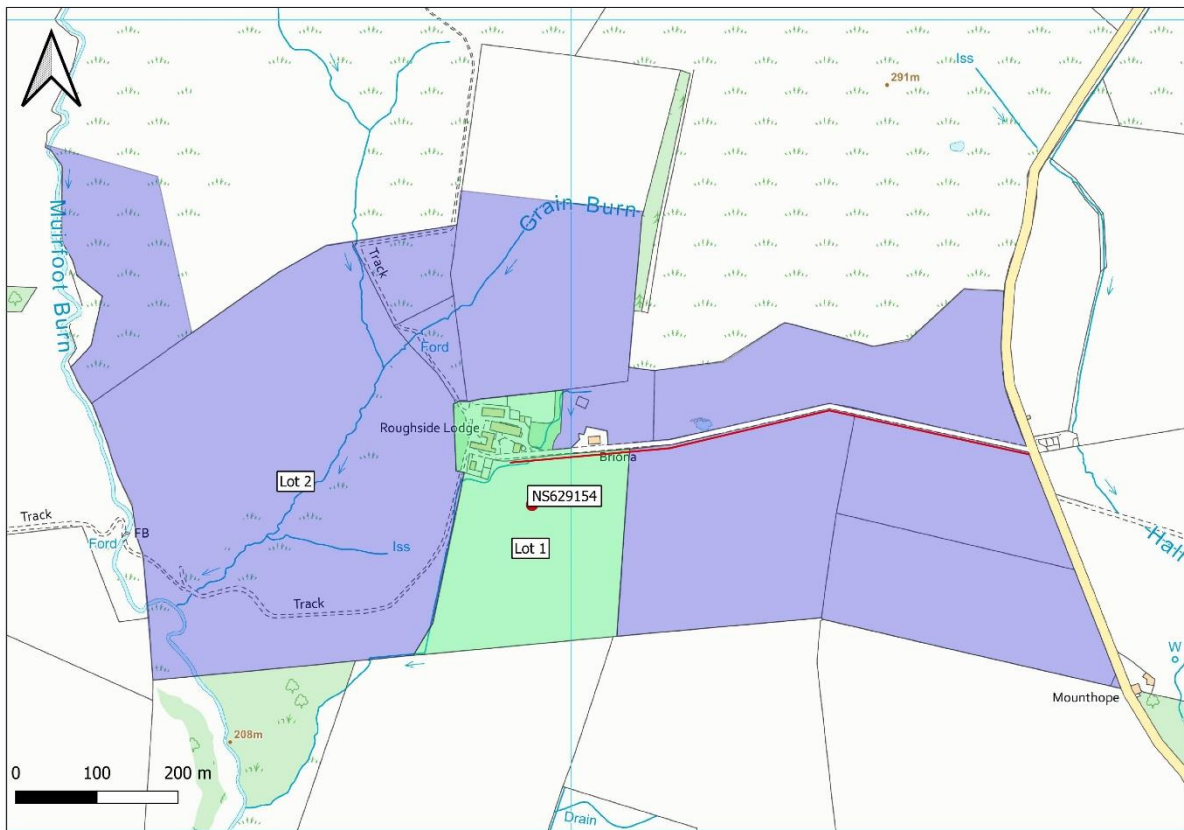 Iss
291m
Muirfoot Burn
Grain Burn
Track
Ford
Roughside Lodge
Briona
Lot 2
NS629154
Track
FB
Ford
Iss
Lot 1
Half
Track
W
Mounthope
208m
0 100 200 m
Drain